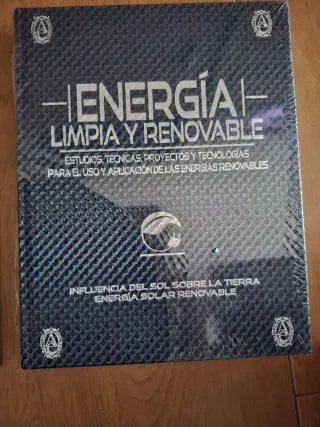 ENERGÍA
LIMPIA Y RENOVABLE
ESTUDIOS, TÉCNICAS, PROYECTOS Y TECNOLOGÍAS
PARA EL USO Y APLICACIÓN DE LAS ENERGÍAS RENOVABLES
INFLUENCIA DEL SOL SOBRE LA TIERRA
ENERGÍA SOLAR RENOVABLE